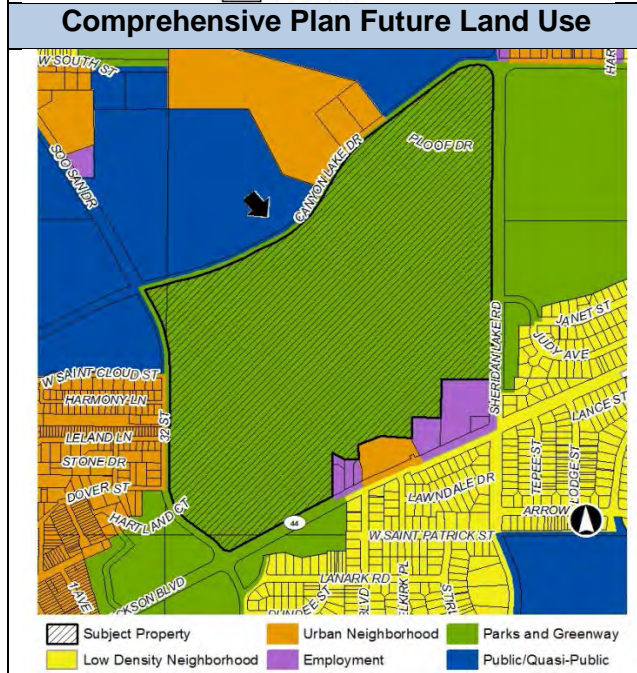 Comprehensive Plan Future Land Use
W SOUTH ST
SOO SAN DR
CANYON LAKE DR
PLOOF DR
SHERIDAN LAKE RD
JANET ST
JUDY AVE
LANCE ST
W SAINT CLOUD ST
HARMONY LN
LELAND LN
STONE DR
DOVER ST
32 ST
HARTLAND CT
44
LAWNDALE DR
TEPEE ST
LODGE ST
ARROW
W SAINT PATRICK ST
LANARK RD
DUNDEE ST
1 AVE
Subject Property
Urban Neighborhood
Parks and Greenway
Low Density Neighborhood
Employment
Public/Quasi-Public